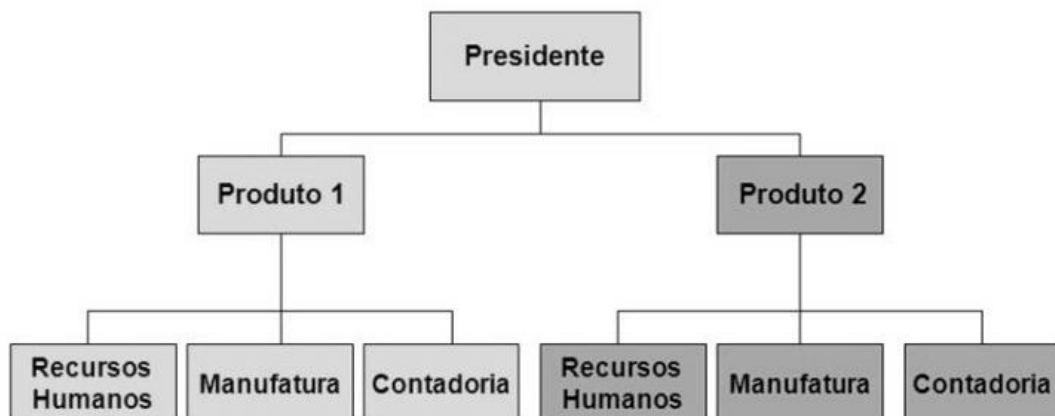 Presidente
Produto 1
Produto 2
Recursos
Humanos
Manufatura
Contadoria
Recursos
Humanos
Manufatura
Contadoria